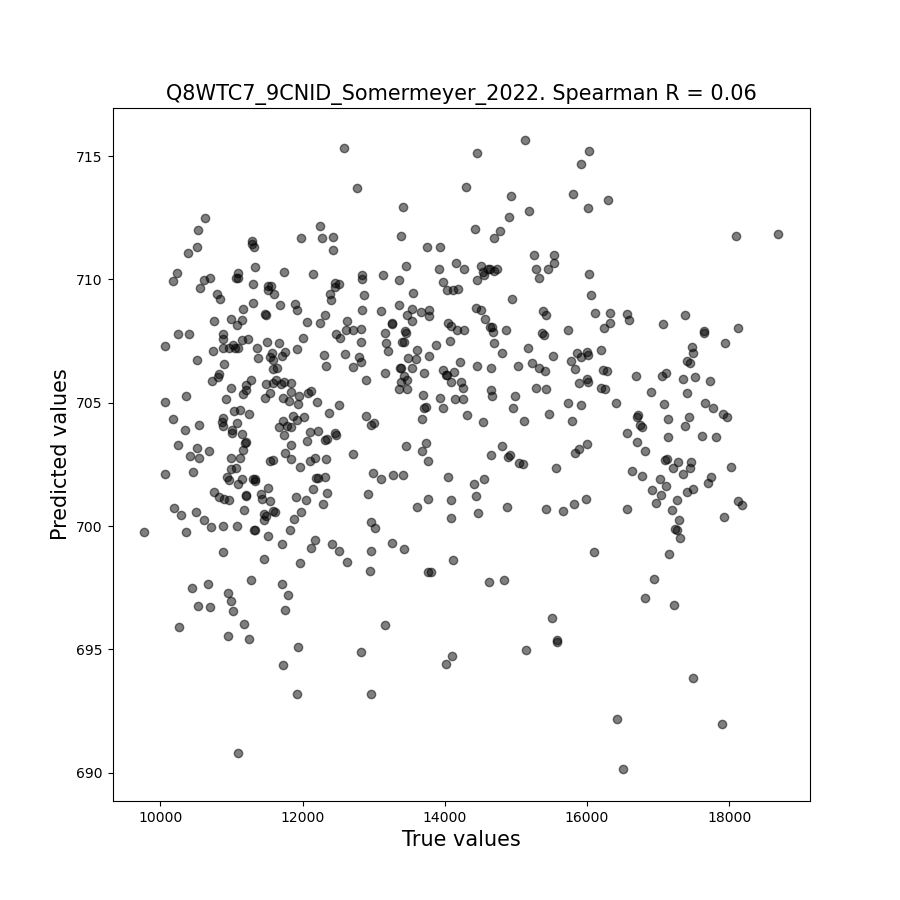 Q8WTC7_9CNID_Somermeyer_2022. Spearman R = 0.06
715
710
705
700
695
690
Predicted values
10000 12000 14000 16000 18000
True values